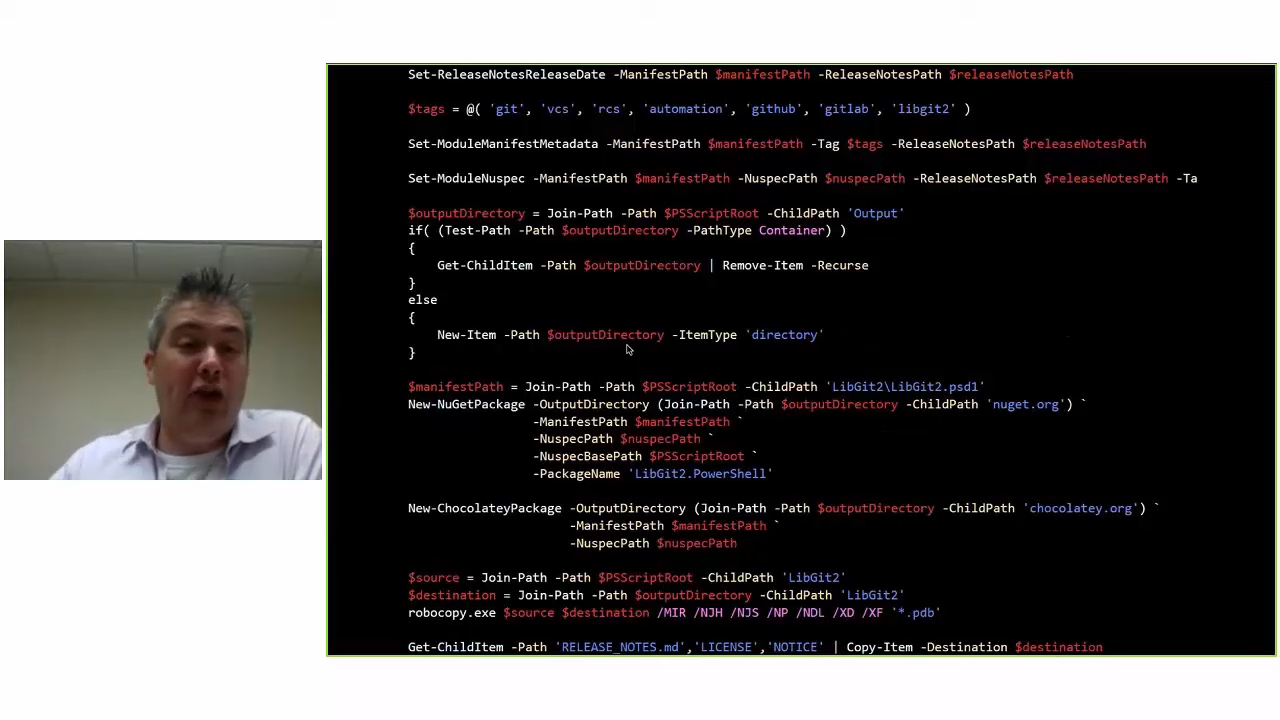 Set-ReleaseNotesReleaseDate -ManifestPath $manifestPath -ReleaseNotesPath $releaseNotesPath
$tags = @( 'git', 'vcs', 'rcs', 'automation', 'github', 'gitlab', 'libgit2' )
Set-ModuleManifestMetadata -ManifestPath $manifestPath -Tag $tags -ReleaseNotesPath $releaseNotesPath
Set-ModuleNuspec -ManifestPath $manifestPath -NuspecPath $nuspecPath -ReleaseNotesPath $releaseNotesPath -Ta
$outputDirectory = Join-Path -Path $PSScriptRoot -ChildPath 'Output'
if( (Test-Path -Path $outputDirectory -PathType Container) )
{
Get-ChildItem -Path $outputDirectory | Remove-Item -Recurse
}
else
{
New-Item -Path $outputDirectory -ItemType 'directory'
}
$manifestPath = Join-Path -Path $PSScriptRoot -ChildPath 'LibGit2\LibGit2.psd1'
New-NuGetPackage -OutputDirectory (Join-Path -Path $outputDirectory -ChildPath 'nuget.org') `
-ManifestPath $manifestPath `
-NuspecPath $nuspecPath `
-NuspecBasePath $PSScriptRoot `
-PackageName 'LibGit2.PowerShell'
New-ChocolateyPackage -OutputDirectory (Join-Path -Path $outputDirectory -ChildPath 'chocolatey.org') `
-ManifestPath $manifestPath `
-NuspecPath $nuspecPath
$source = Join-Path -Path $PSScriptRoot -ChildPath 'LibGit2'
$destination = Join-Path -Path $outputDirectory -ChildPath 'LibGit2'
robocopy.exe $source $destination /MIR /NJH /NJS /NP /NDL /XD /XF '*.pdb'
Get-ChildItem -Path 'RELEASE_NOTES.md','LICENSE','NOTICE' | Copy-Item -Destination $destination